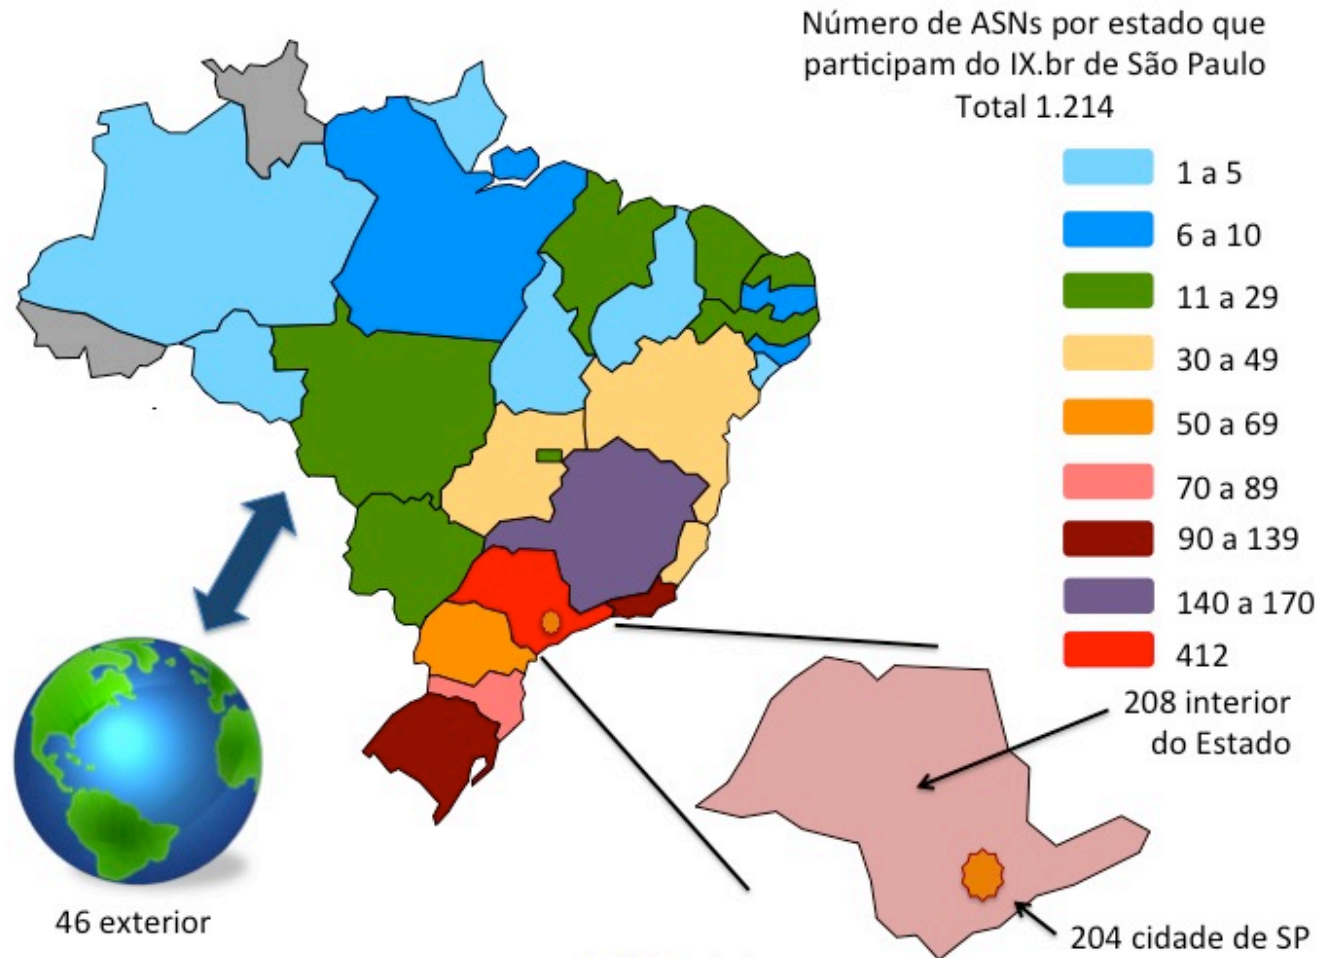 Número de ASNs por estado que
participam do IX.br de São Paulo
Total 1.214
1 a 5
6 a 10
11 a 29
30 a 49
50 a 69
70 a 89
90 a 139
140 a 170
412
208 interior
do Estado
204 cidade de SP
46 exterior